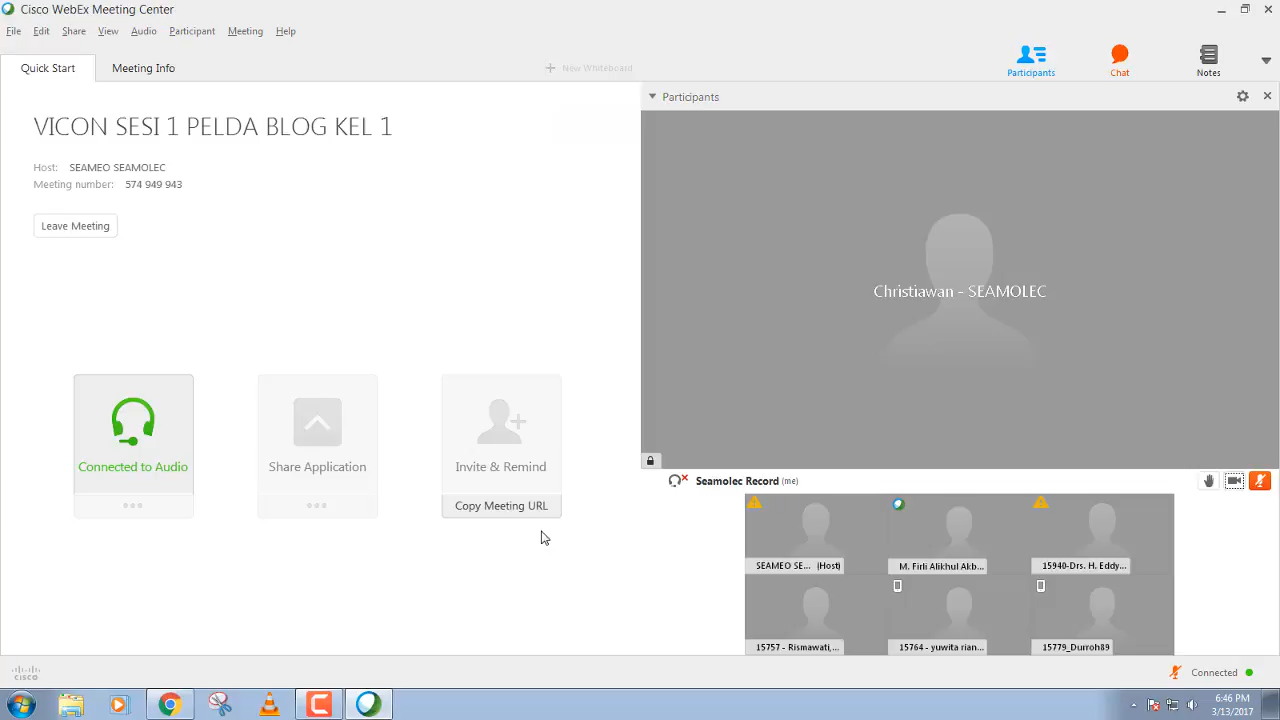 Cisco WebEx Meeting Center
File Edit Share View Audio Participant Meeting Help
Quick Start
Meeting Info
New Whiteboard
Participants
Chat
Notes
VICON SESI 1 PELDA BLOG KEL 1
Host: SEAMEO SEAMOLEC
Meeting number: 574 949 943
Leave Meeting
Connected to Audio
Share Application
Invite & Remind
Copy Meeting URL
Participants
Christiawan - SEAMOLEC
Seamolec Record (me)
SEAMEO SE... (Host)
M. Firli Alikhul Akb...
15940-Drs. H. Eddy...
15757 - Rismawati,...
15764 - yuwita rian...
15779_Durroh89
cisco
Connected
6:46 PM
3/13/2017